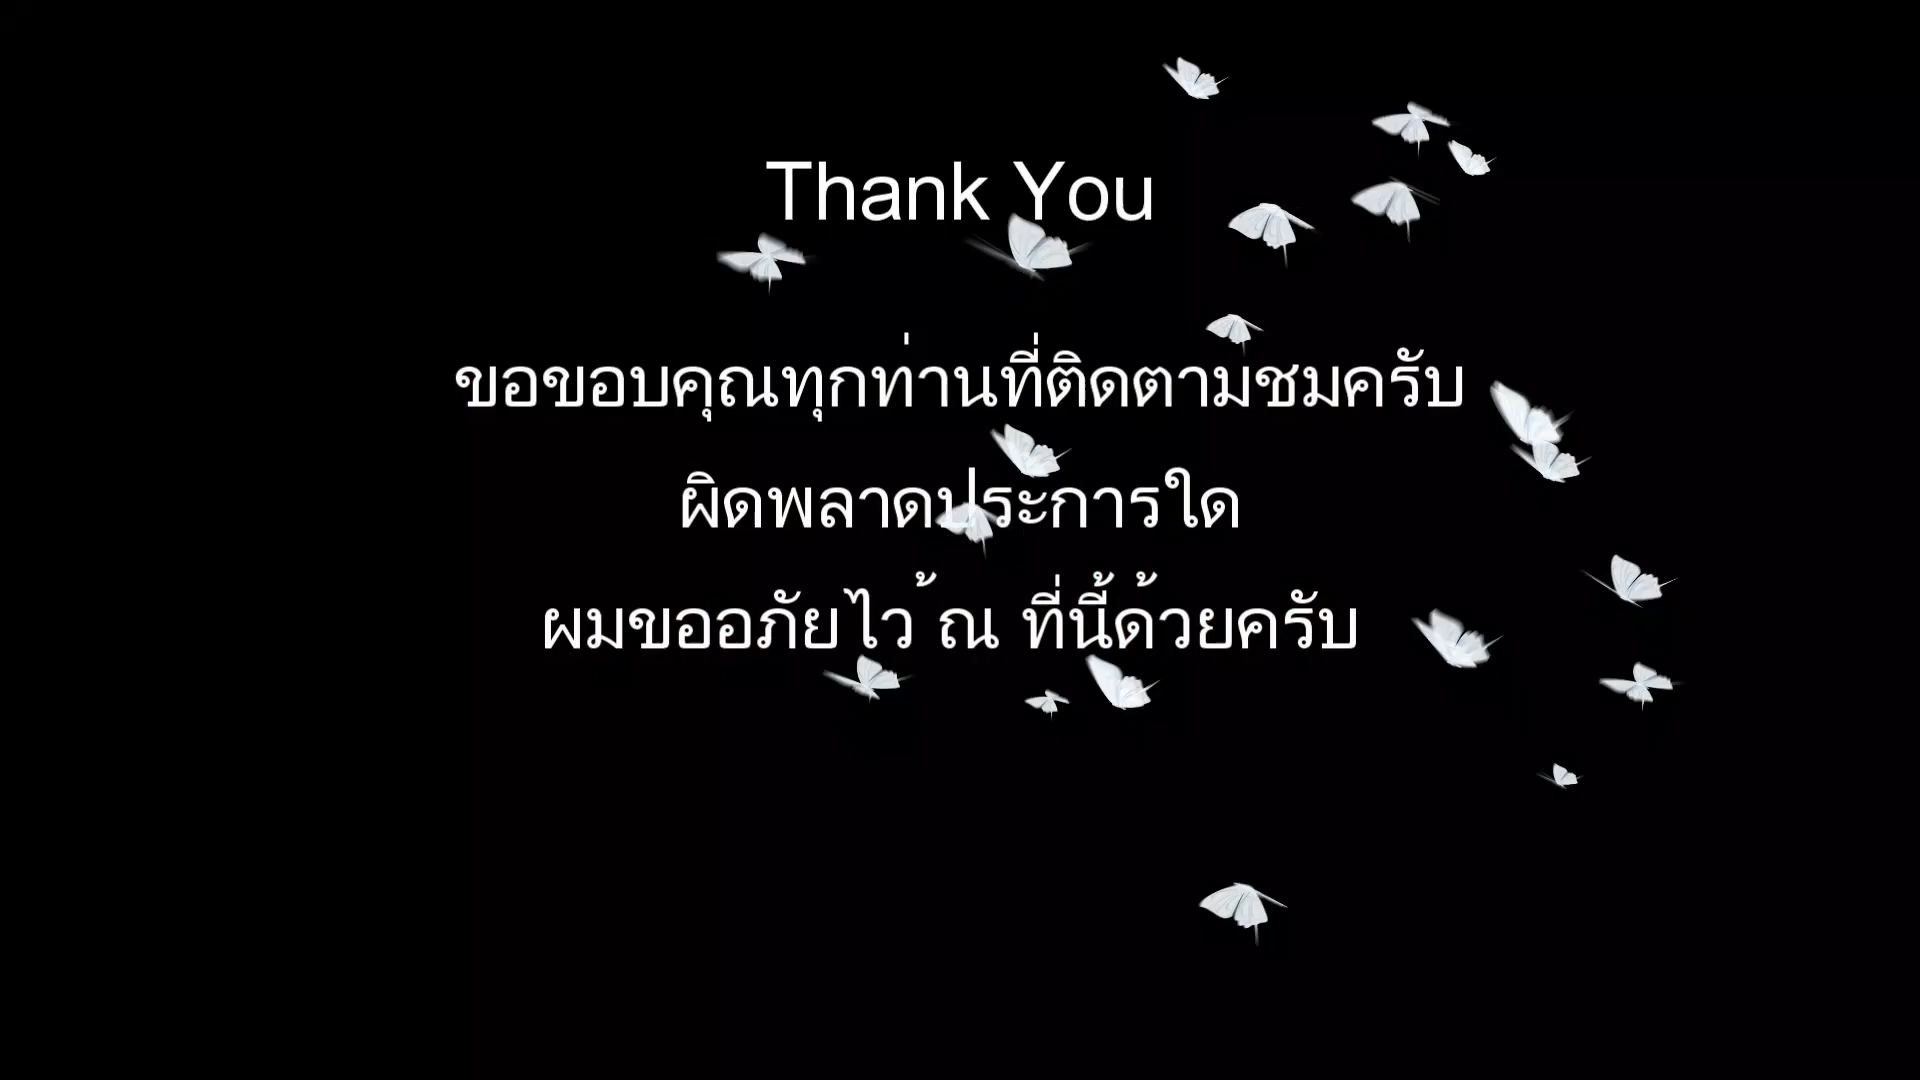 Thank You
ขอขอบคุณทุกท่านที่ติดตามชมครับ
ผิดพลาดประการใด
ผมขออภัยไว ้ณ ที่นี้ด้วยครับ